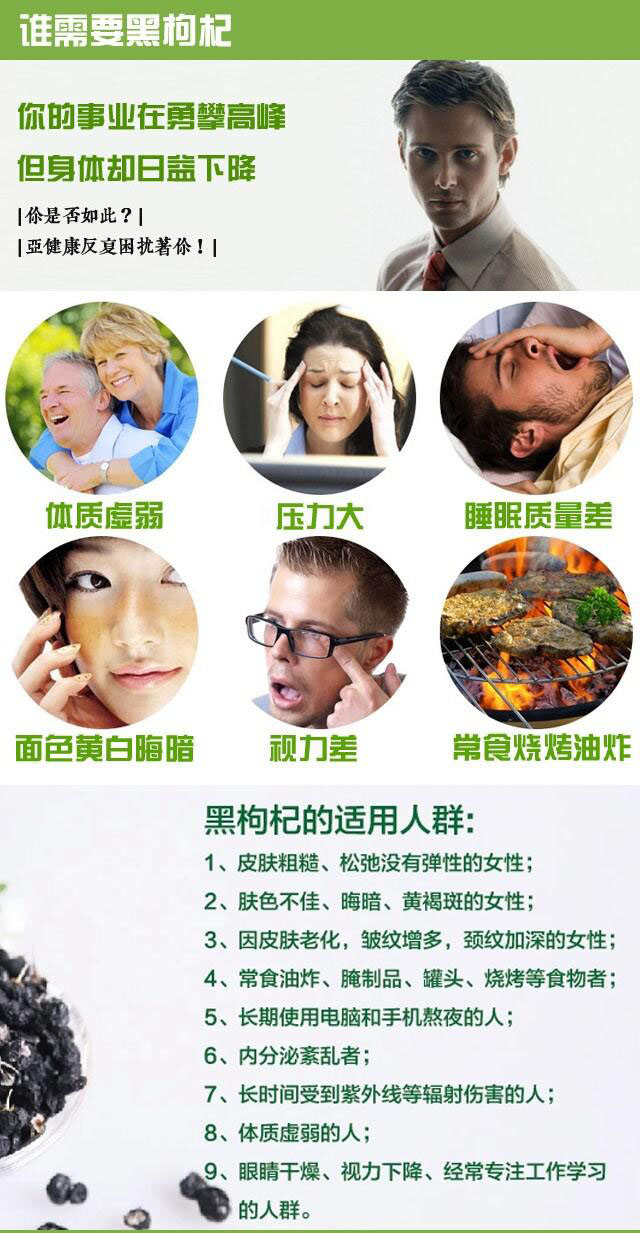 谁需要黑枸杞
你的事业在勇攀高峰
但身体却日益下降
|你是否如此？|
|亞健康反复困扰著你！|
体质虚弱
压力大
睡眠质量差
面色黄白晦暗
视力差
常食烧烤油炸
黑枸杞的适用人群：
1、皮肤粗糙、松弛没有弹性的女性；
2、肤色不佳、晦暗、黄褐斑的女性；
3、因皮肤老化，皱纹增多，颈纹加深的女性；
4、常食油炸、腌制品、罐头、烧烤等食物者；
5、长期使用电脑和手机熬夜的人；
6、内分泌紊乱者；
7、长时间受到紫外线等辐射伤害的人；
8、体质虚弱的人；
9、眼睛干燥、视力下降、经常专注工作学习
的人群。